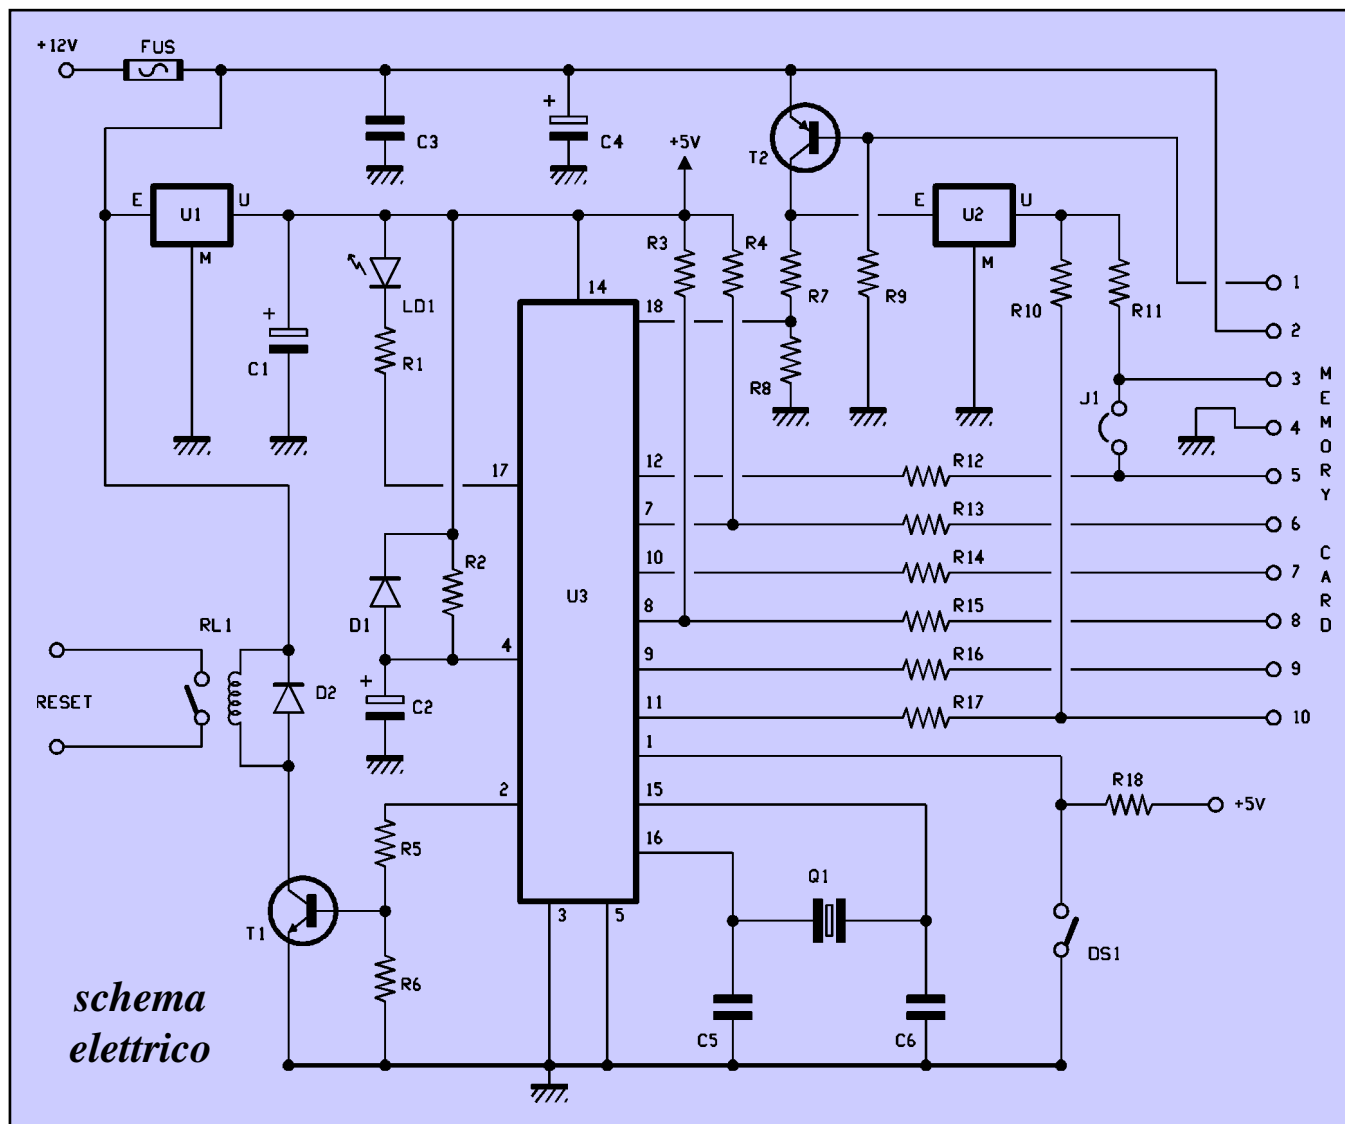 +12V
FUS
+
C3
C4
+5V
T2
E
U1
U
M
R3
R4
E
U2
U
M
LD1
14
18
R7
R9
R10
R11
1
2
+
C1
R1
R8
J1
3
4
MEMORY CARD
17
12
R12
5
7
R13
6
10
R14
7
R2
D1
U3
8
R15
8
RL1
4
9
R16
9
RESET
D2
+
C2
11
R17
10
1
2
15
R18
+5V
R5
16
Q1
T1
3
5
DS1
R6
C5
C6
schema
elettrico